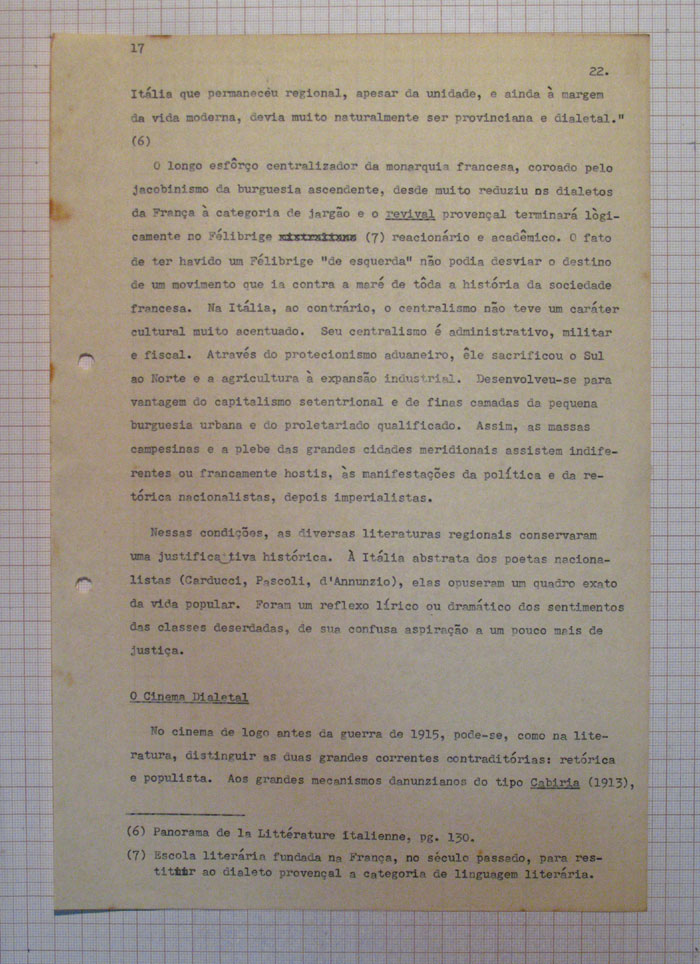 17
22.
Itália que permaneceu regional, apesar da unidade, e ainda à margem
da vida moderna, devia muito naturalmente ser provinciana e dialetal."
(6)
O longo esfôrço centralizador da monarquia francesa, coroado pelo
jacobinismo da burguesia ascendente, desde muito reduziu os dialetos
da França à categoria de jargão e o revival provençal terminará lògi-
camente no Félibrige (7) reacionário e acadêmico. O fato
de ter havido um Félibrige "de esquerda" não podia desviar o destino
de um movimento que ia contra a maré de tôda a história da sociedade
francesa. Na Itália, ao contrário, o centralismo não teve um caráter
cultural muito acentuado. Seu centralismo é administrativo, militar
e fiscal. Através do protecionismo aduaneiro, êle sacrificou o Sul
ao Norte e a agricultura à expansão industrial. Desenvolveu-se para
vantagem do capitalismo setentrional e de finas camadas da pequena
burguesia urbana e do proletariado qualificado. Assim, as massas
campesinas e a plebe das grandes cidades meridionais assistem indife-
rentes ou francamente hostis, às manifestações da política e da re-
tórica nacionalistas, depois imperialistas.
Nessas condições, as diversas literaturas regionais conservaram
uma justificativa histórica. À Itália abstrata dos poetas naciona-
listas (Carducci, Pascoli, d'Annunzio), elas opuseram um quadro exato
da vida popular. Foram um reflexo lírico ou dramático dos sentimentos
das classes deserdadas, de sua confusa aspiração a um pouco mais de
justiça.
O Cinema Dialetal
No cinema de logo antes da guerra de 1915, pode-se, como na lite-
ratura, distinguir as duas grandes correntes contraditórias: retórica
e populista. Aos grandes mecanismos danunzianos do tipo Cabiria (1913),
(6) Panorama de la Littérature italienne, pg. 130.
(7) Escola literária fundada na França, no século passado, para res-
tituir ao dialeto provençal a categoria de linguagem literária.